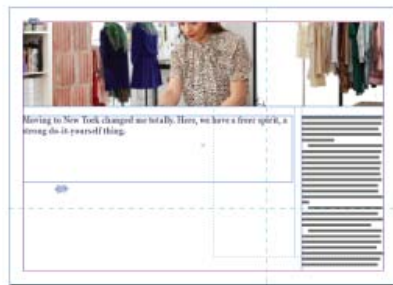 Moving to New York changed me totally. Here, we have a freer spirit, a
strong do-it-yourself thing.